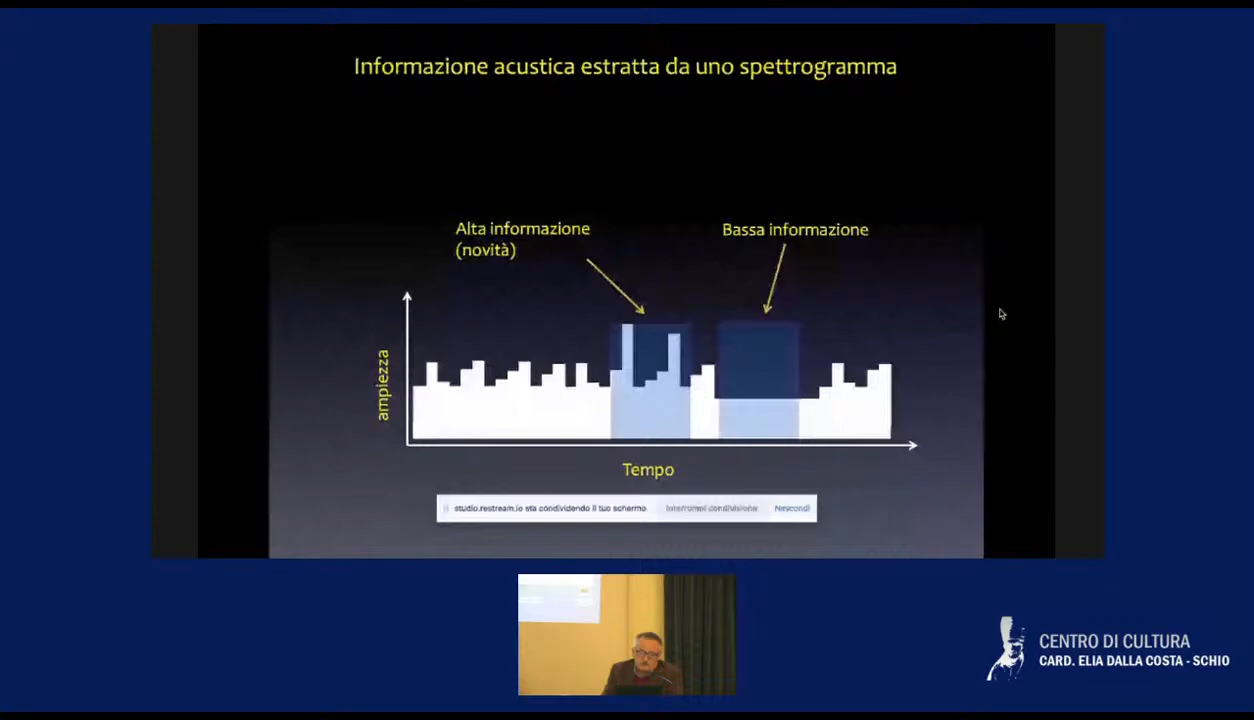 Informazione acustica estratta da uno spettrogramma
Alta informazione
(novità)
Bassa informazione
ampiezza
Tempo
studio.restream.io sta condividendo il tuo schermo.
Interrompi condivisione
Nascondi
CENTRO DI CULTURA
CARD. ELIA DALLA COSTA - SCHIO